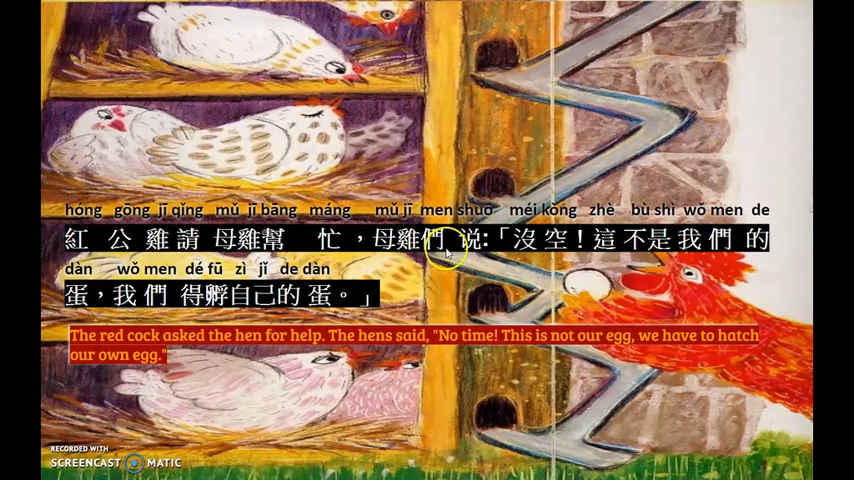 hóng gōng jī qǐng mǔ jī bāng máng mǔ jī men shuō méi kòng zhè bù shì wǒ men de
紅公雞請母雞幫忙，母雞們说:「沒空！這不是我們的
dàn wǒ men dé fū zì jǐ de dàn
蛋，我們得孵自己的蛋。」
The red cock asked the hen for help. The hens said, "No time! This is not our egg, we have to hatch
our own egg."
RECORDED WITH
SCREENCAST MATIC